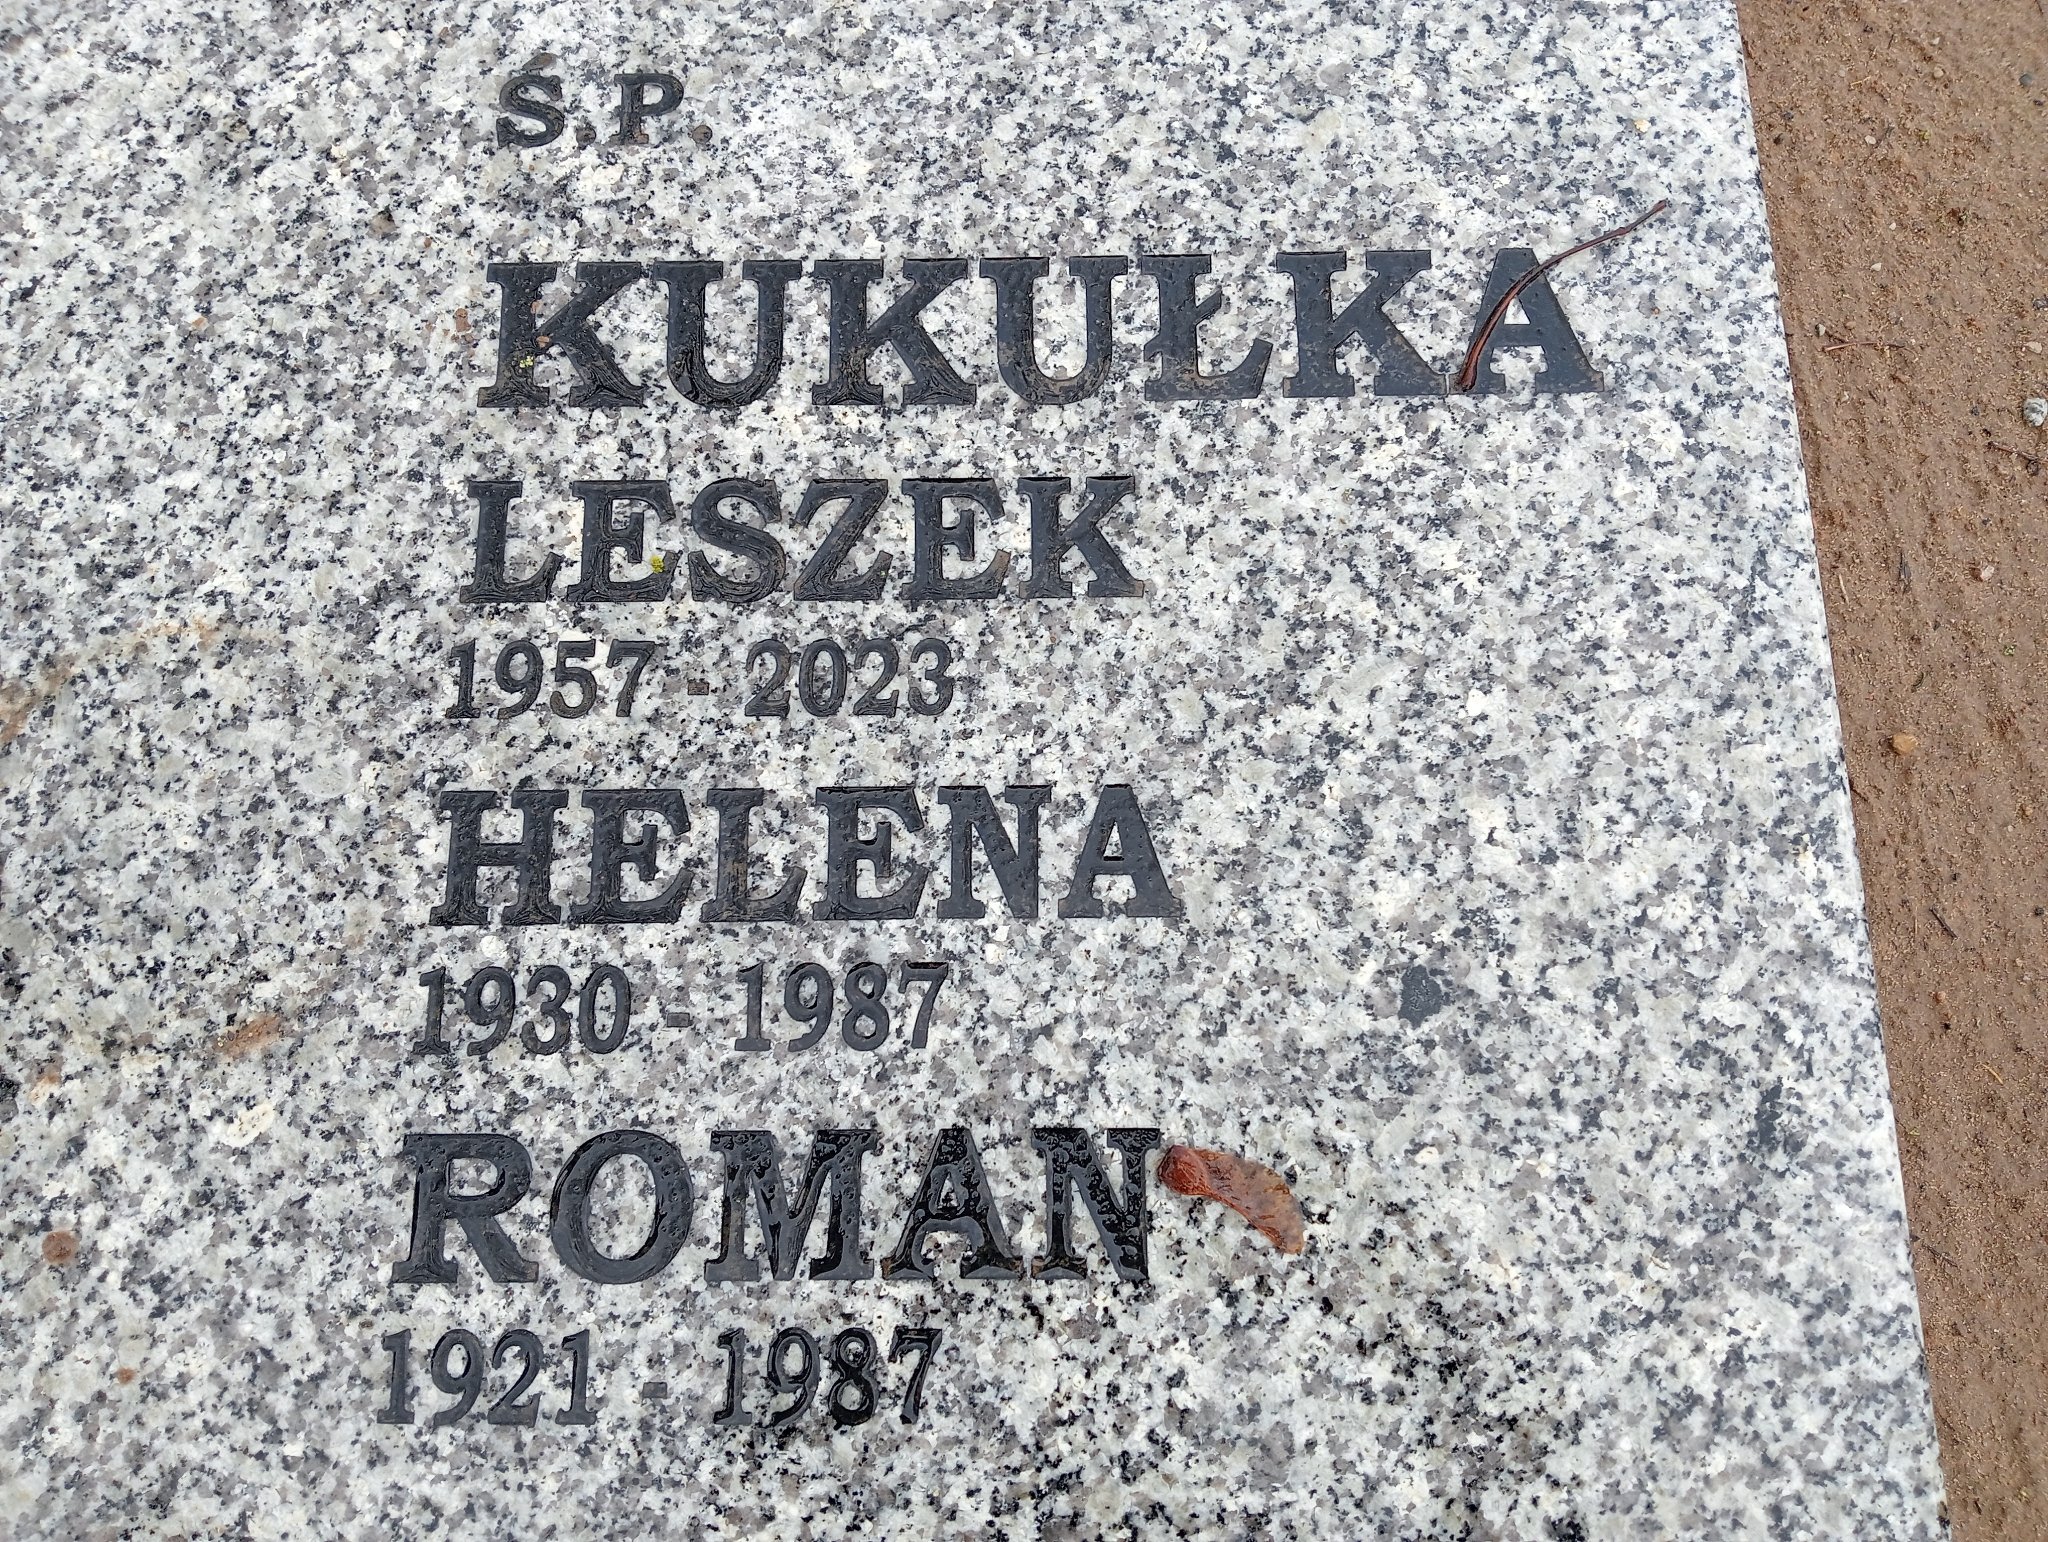 Ś.P.
KUKUŁKA
LESZEK
1957 - 2023
HELENA
1930 - 1987
ROMAN
1921 - 1987